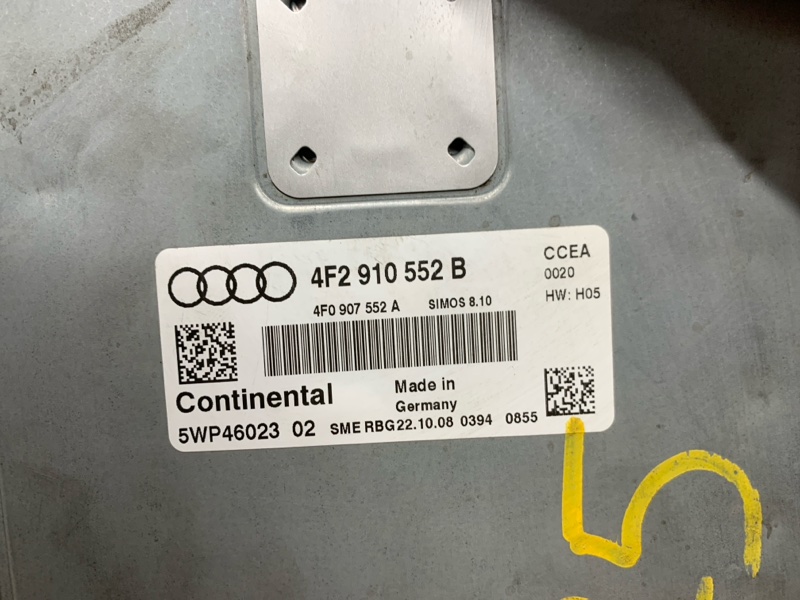 4F2 910 552 B
CCEA
0020
HW: H05
4F0 907 552 A SIMOS 8.10
Continental
Made in
Germany
5WP46023 02 SME RBG22.10.08 0394 0855